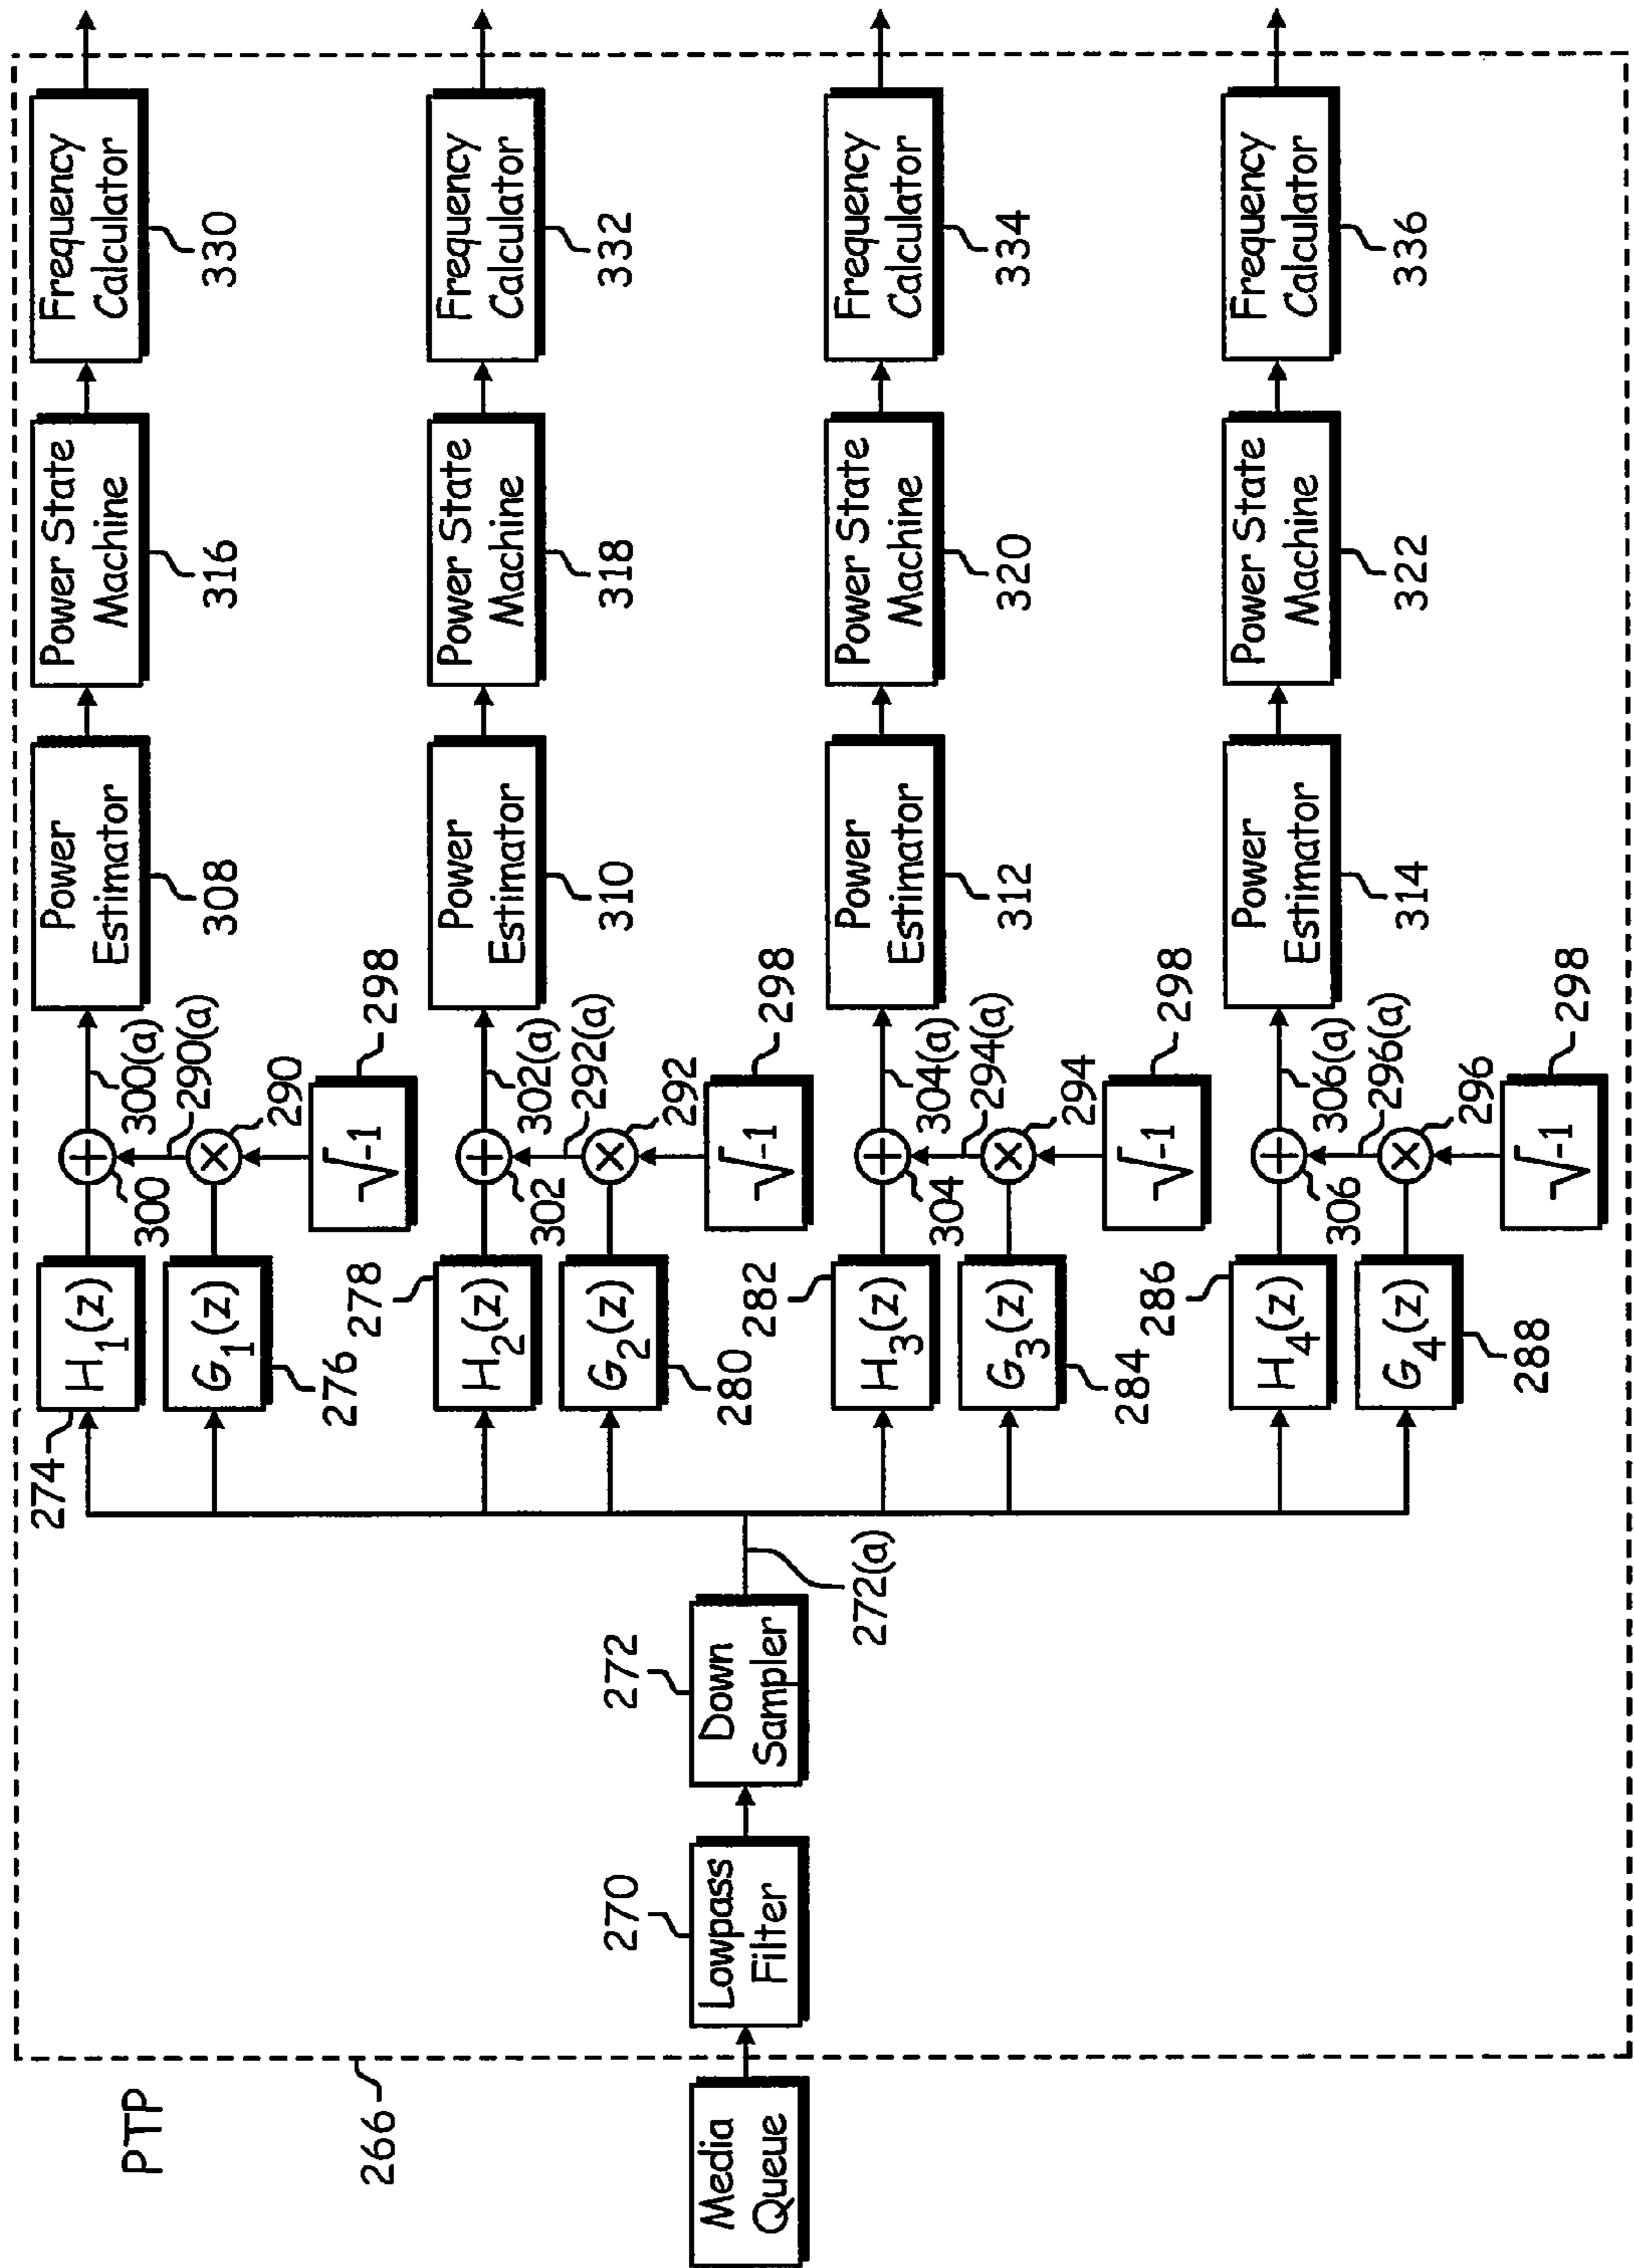 PTP
266
Media
Queue
270
Lowpass
Filter
272
Down
Sampler
272(a)
274
H1(z)
300
300(a)
Power
Estimator
308
Power State
Machine
316
Frequency
Calculator
330
G1(z)
276
290(a)
290
√-1
298
278
H2(z)
302
302(a)
Power
Estimator
310
Power State
Machine
318
Frequency
Calculator
332
G2(z)
280
292(a)
292
√-1
298
282
H3(z)
304
304(a)
Power
Estimator
312
Power State
Machine
320
Frequency
Calculator
334
G3(z)
284
294(a)
294
√-1
298
286
H4(z)
306
306(a)
Power
Estimator
314
Power State
Machine
322
Frequency
Calculator
336
G4(z)
288
296(a)
296
√-1
298